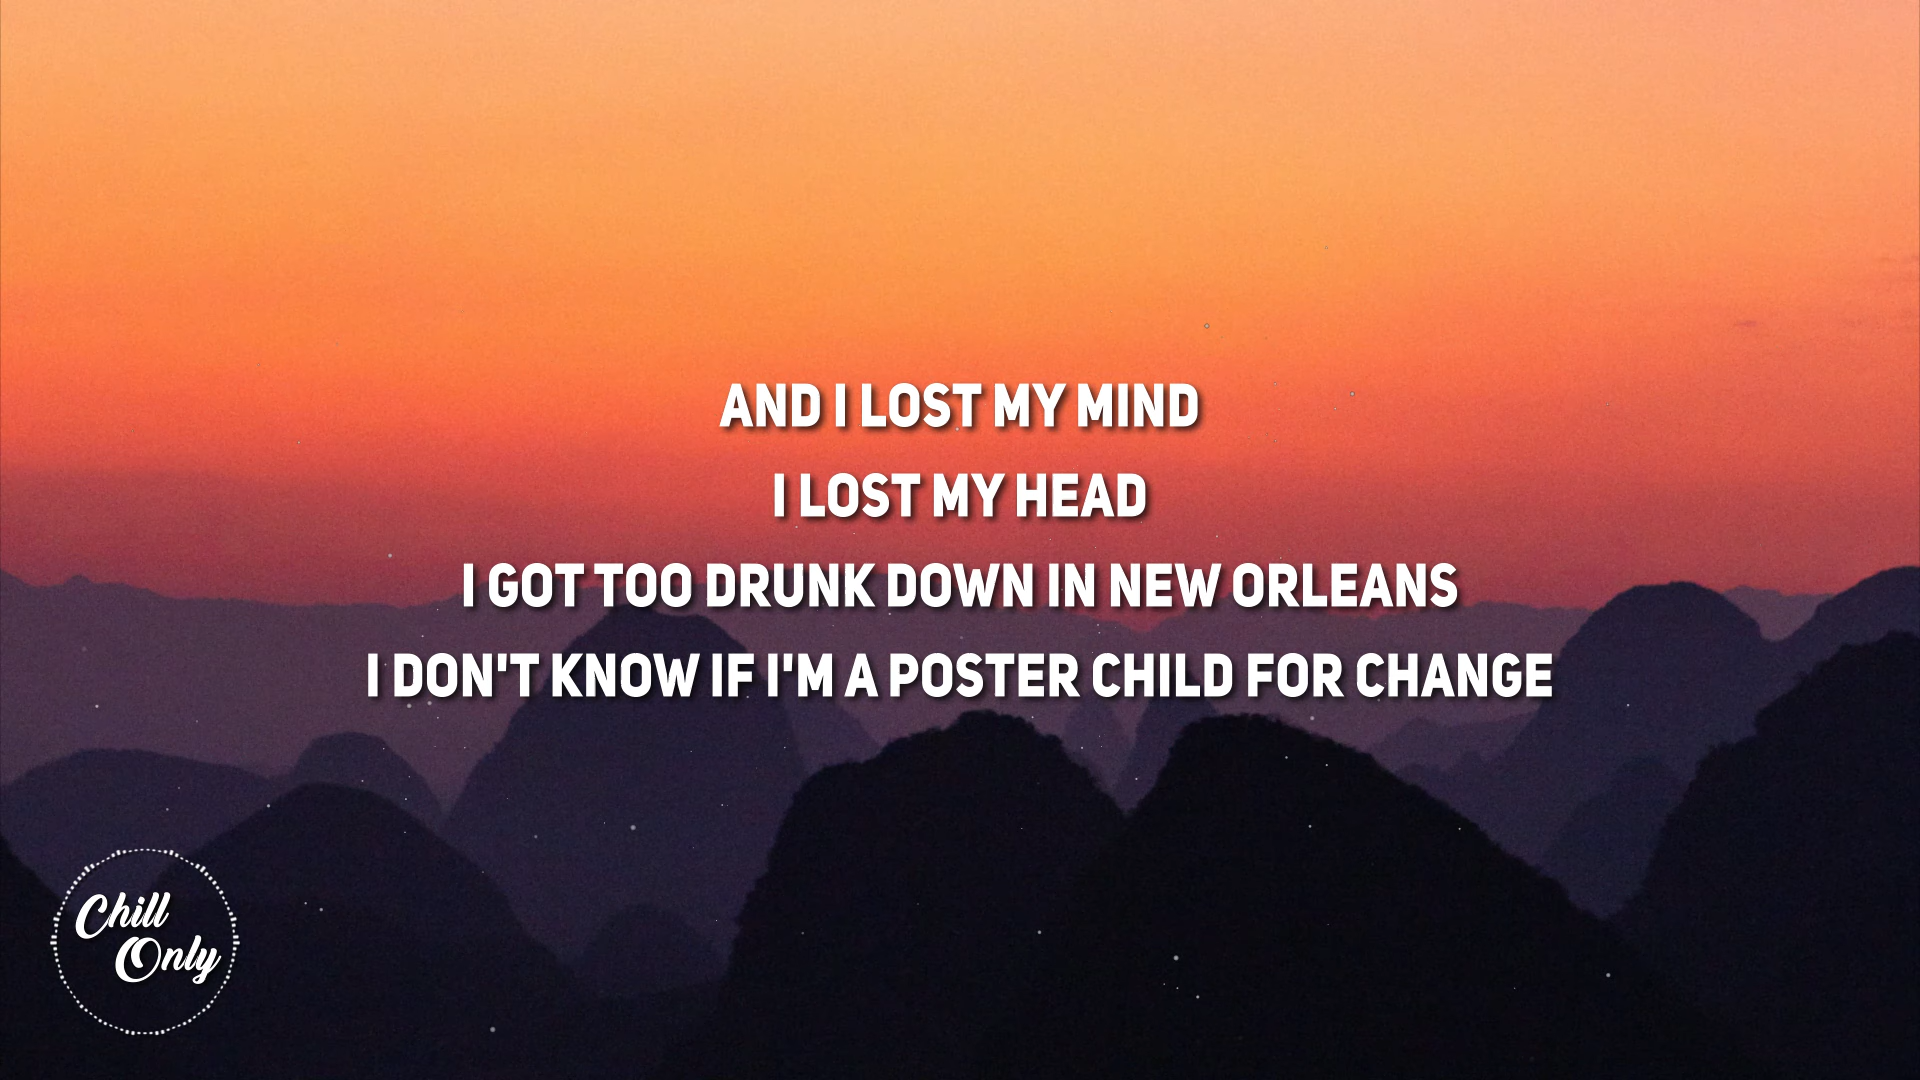 AND I LOST MY MIND
I LOST MY HEAD
I GOT TOO DRUNK DOWN IN NEW ORLEANS
I DON'T KNOW IF I'M A POSTER CHILD FOR CHANGE
Chill
Only